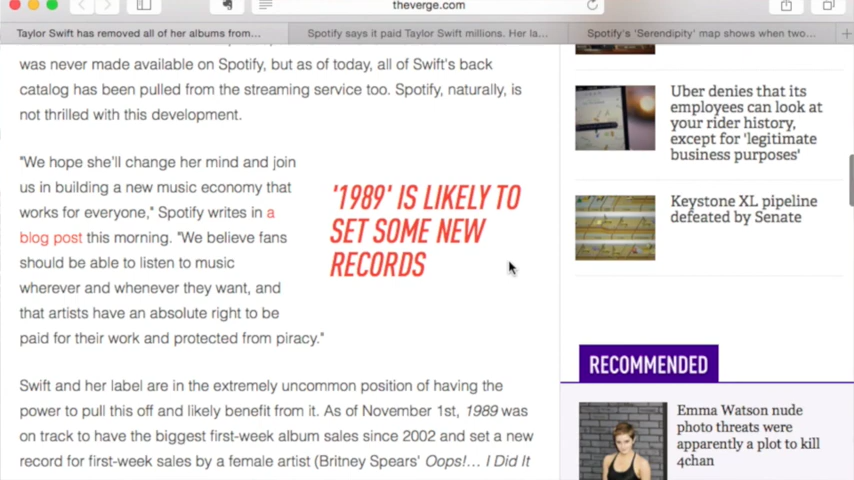 theverge.com
Taylor Swift has removed all of her albums from...
Spotify says it paid Taylor Swift millions. Her la...
Spotify's 'Serendipity' map shows when two...
was never made available on Spotify, but as of today, all of Swift's back
catalog has been pulled from the streaming service too. Spotify, naturally, is
not thrilled with this development.
"We hope she'll change her mind and join
us in building a new music economy that
works for everyone," Spotify writes in a
blog post this morning. "We believe fans
should be able to listen to music
wherever and whenever they want, and
that artists have an absolute right to be
paid for their work and protected from piracy."
'1989' IS LIKELY TO
SET SOME NEW
RECORDS
Swift and her label are in the extremely uncommon position of having the
power to pull this off and likely benefit from it. As of November 1st, 1989 was
on track to have the biggest first-week album sales since 2002 and set a new
record for first-week sales by a female artist (Britney Spears' Oops!... I Did It
Uber denies that its
employees can look at
your rider history,
except for 'legitimate
business purposes'
Keystone XL pipeline
defeated by Senate
RECOMMENDED
Emma Watson nude
photo threats were
apparently a plot to kill
4chan